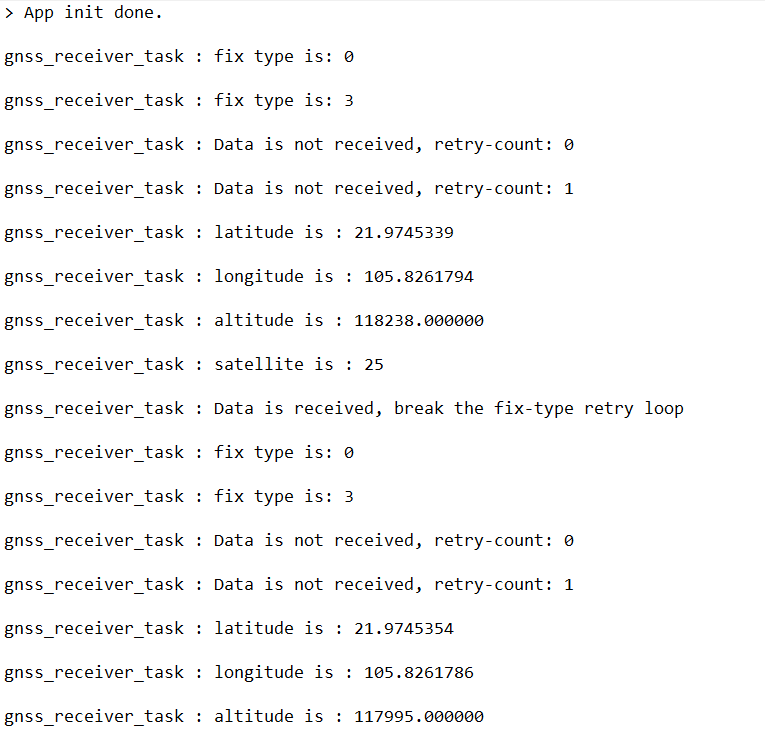 > App init done.
gnss_receiver_task : fix type is: 0
gnss_receiver_task : fix type is: 3
gnss_receiver_task : Data is not received, retry-count: 0
gnss_receiver_task : Data is not received, retry-count: 1
gnss_receiver_task : latitude is : 21.9745339
gnss_receiver_task : longitude is : 105.8261794
gnss_receiver_task : altitude is : 118238.000000
gnss_receiver_task : satellite is : 25
gnss_receiver_task : Data is received, break the fix-type retry loop
gnss_receiver_task : fix type is: 0
gnss_receiver_task : fix type is: 3
gnss_receiver_task : Data is not received, retry-count: 0
gnss_receiver_task : Data is not received, retry-count: 1
gnss_receiver_task : latitude is : 21.9745354
gnss_receiver_task : longitude is : 105.8261786
gnss_receiver_task : altitude is : 117995.000000